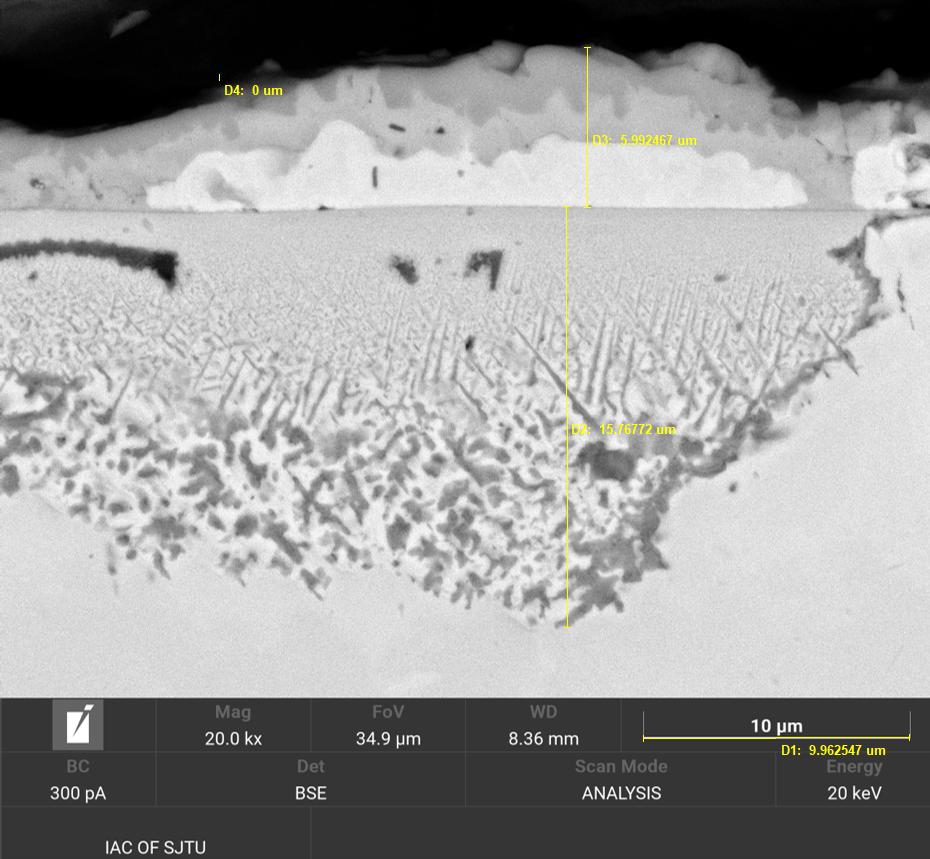 D4: 0 um
D3: 5.992467 um
D2: 15.76772 um
Mag
FoV
WD
10 µm
20.0 kx
34.9 µm
8.36 mm
D1: 9.962547 um
BC
Det
Scan Mode
Energy
300 pA
BSE
ANALYSIS
20 keV
IAC OF SJTU